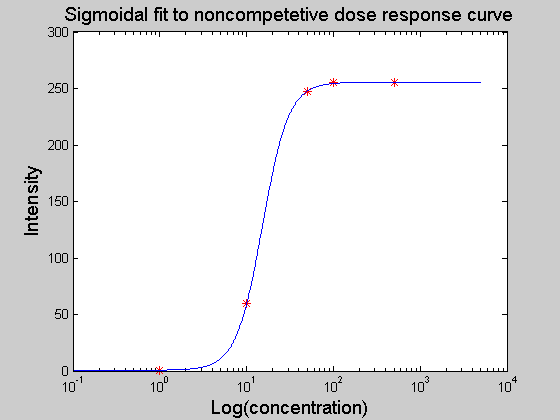 Sigmoidal fit to noncompetetive dose response curve
300
250
200
150
100
50
0
Intensity
10^-1 10^0 10^1 10^2 10^3 10^4
Log(concentration)